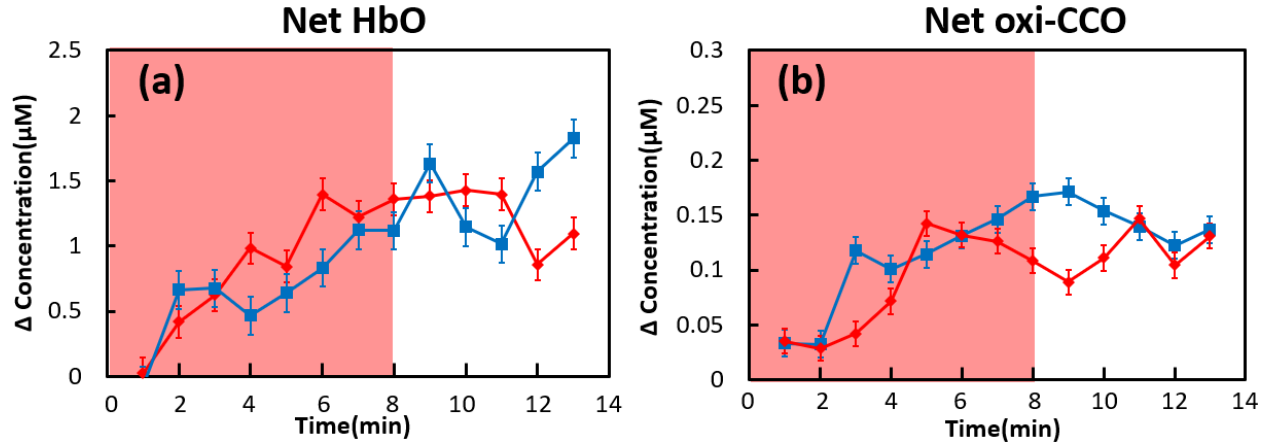 Net HbO
Net oxi-CCO
(a)
Δ Concentration(μM)
2.5
2
1.5
1
0.5
0
0 2 4 6 8 10 12 14
Time(min)
(b)
Δ Concentration(μM)
0.3
0.25
0.2
0.15
0.1
0.05
0
0 2 4 6 8 10 12 14
Time(min)